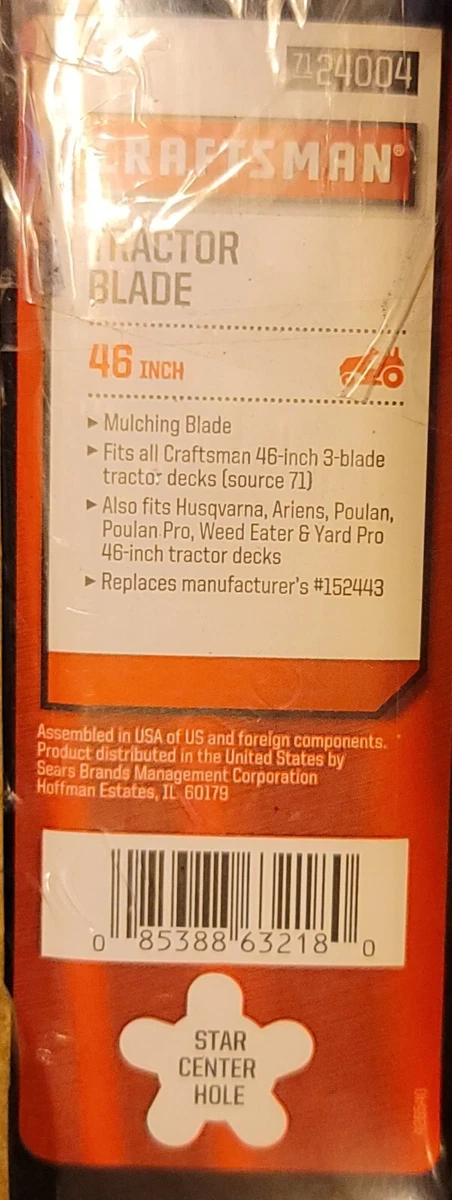 7124004
CRAFTSMAN®
TRACTOR
BLADE
46 INCH
▶ Mulching Blade
▶ Fits all Craftsman 46-inch 3-blade
tractor decks (source 71)
▶ Also fits Husqvarna, Ariens, Poulan,
Poulan Pro, Weed Eater & Yard Pro
46-inch tractor decks
▶ Replaces manufacturer's #152443
Assembled in USA of US and foreign components.
Product distributed in the United States by
Sears Brands Management Corporation
Hoffman Estates, IL 60179
0 85388 63218 0
STAR
CENTER
HOLE